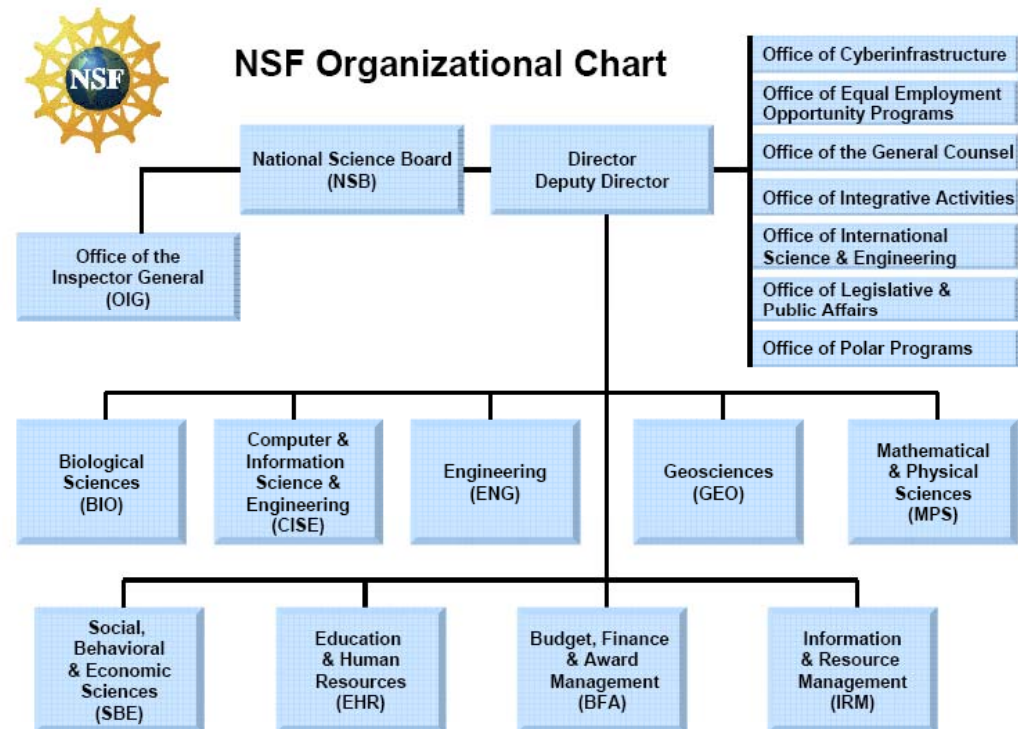 NSF
NSF Organizational Chart
Office of Cyberinfrastructure
Office of Equal Employment
Opportunity Programs
Office of the General Counsel
Office of Integrative Activities
Office of International
Science & Engineering
Office of Legislative &
Public Affairs
Office of Polar Programs
National Science Board
(NSB)
Director
Deputy Director
Office of the
Inspector General
(OIG)
Biological
Sciences
(BIO)
Computer &
Information
Science &
Engineering
(CISE)
Engineering
(ENG)
Geosciences
(GEO)
Mathematical
& Physical
Sciences
(MPS)
Social,
Behavioral
& Economic
Sciences
(SBE)
Education
& Human
Resources
(EHR)
Budget, Finance
& Award
Management
(BFA)
Information
& Resource
Management
(IRM)